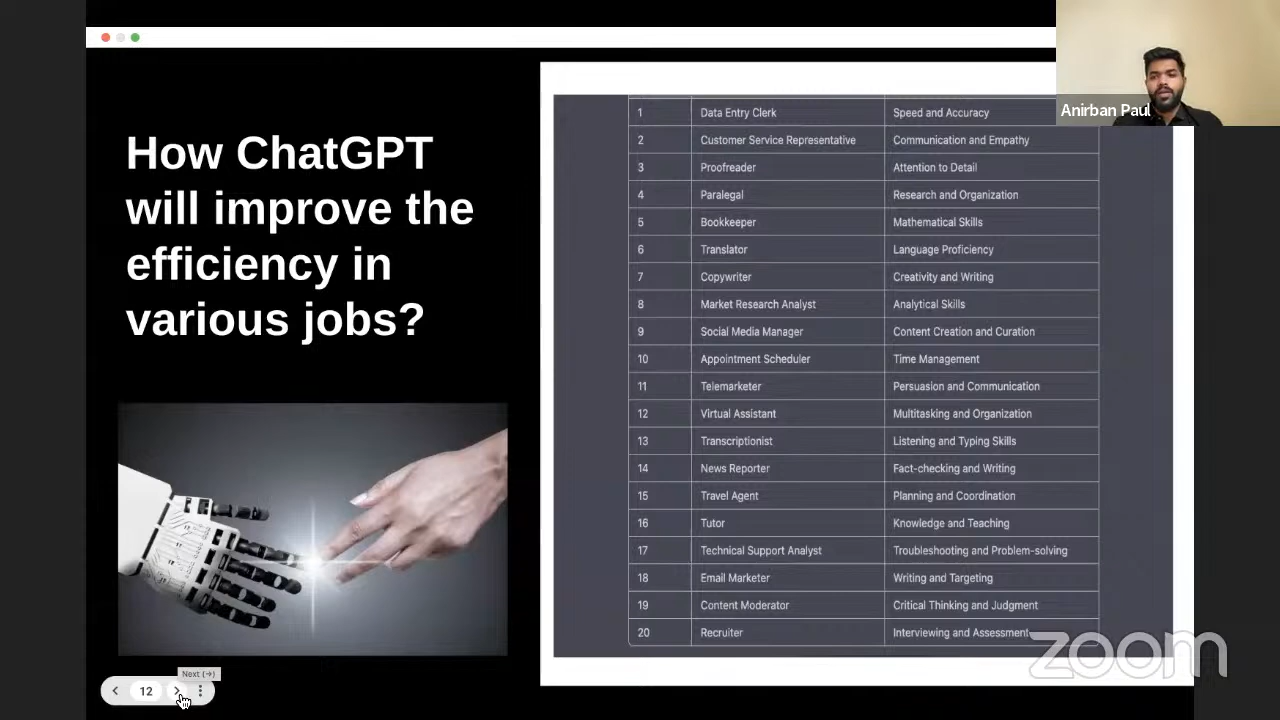 How ChatGPT
will improve the
efficiency in
various jobs?
1 Data Entry Clerk Speed and Accuracy
2 Customer Service Representative Communication and Empathy
3 Proofreader Attention to Detail
4 Paralegal Research and Organization
5 Bookkeeper Mathematical Skills
6 Translator Language Proficiency
7 Copywriter Creativity and Writing
8 Market Research Analyst Analytical Skills
9 Social Media Manager Content Creation and Curation
10 Appointment Scheduler Time Management
11 Telemarketer Persuasion and Communication
12 Virtual Assistant Multitasking and Organization
13 Transcriptionist Listening and Typing Skills
14 News Reporter Fact-checking and Writing
15 Travel Agent Planning and Coordination
16 Tutor Knowledge and Teaching
17 Technical Support Analyst Troubleshooting and Problem-solving
18 Email Marketer Writing and Targeting
19 Content Moderator Critical Thinking and Judgment
20 Recruiter Interviewing and Assessment
Anirban Paul
Next (→)
12
zoom